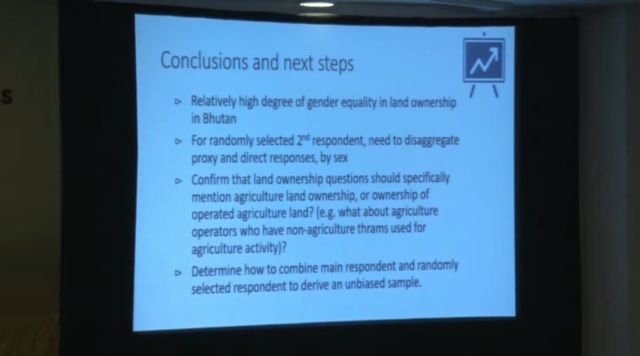 s
Conclusions and next steps
▹ Relatively high degree of gender equality in land ownership
in Bhutan
▹ For randomly selected 2nd respondent, need to disaggregate
proxy and direct responses, by sex
▹ Confirm that land ownership questions should specifically
mention agriculture land ownership, or ownership of
operated agriculture land? (e.g. what about agriculture
operators who have non-agriculture thrams used for
agriculture activity)?
▹ Determine how to combine main respondent and randomly
selected respondent to derive an unbiased sample.